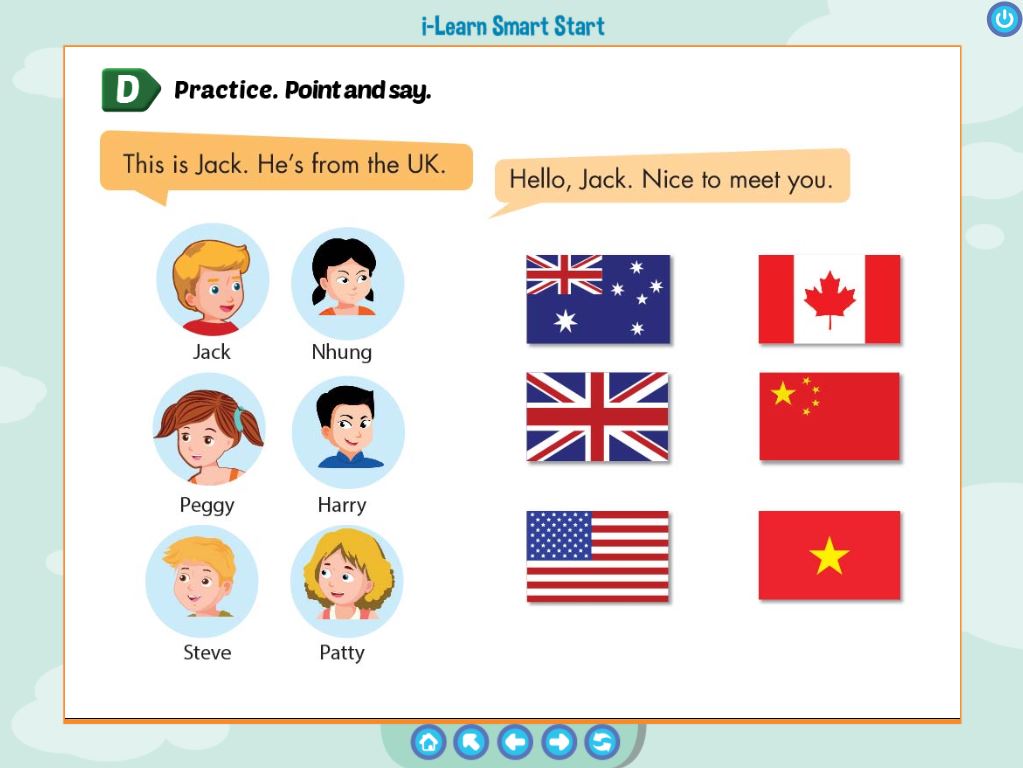 i-Learn Smart Start
D Practice. Point and say.
This is Jack. He's from the UK.
Hello, Jack. Nice to meet you.
Jack
Nhung
Peggy
Harry
Steve
Patty